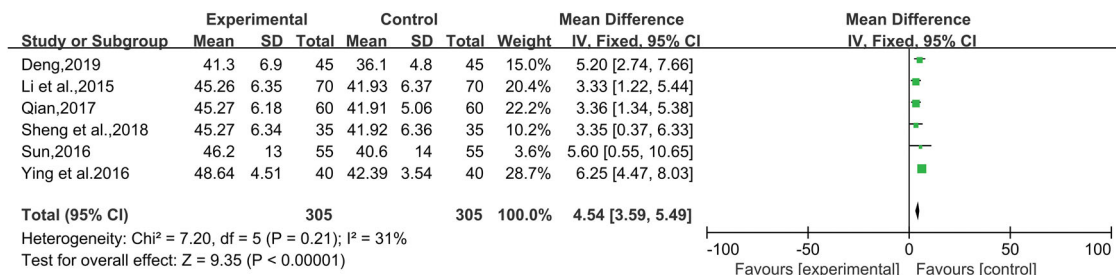 Experimental Control Mean Difference Mean Difference
Study or Subgroup Mean SD Total Mean SD Total Weight IV, Fixed, 95% CI IV, Fixed, 95% CI
Deng,2019 41.3 6.9 45 36.1 4.8 45 15.0% 5.20 [2.74, 7.66]
Li et al.,2015 45.26 6.35 70 41.93 6.37 70 20.4% 3.33 [1.22, 5.44]
Qian,2017 45.27 6.18 60 41.91 5.06 60 22.2% 3.36 [1.34, 5.38]
Sheng et al.,2018 45.27 6.34 35 41.92 6.36 35 10.2% 3.35 [0.37, 6.33]
Sun,2016 46.2 13 55 40.6 14 55 3.6% 5.60 [0.55, 10.65]
Ying et al.2016 48.64 4.51 40 42.39 3.54 40 28.7% 6.25 [4.47, 8.03]
Total (95% CI) 305 305 100.0% 4.54 [3.59, 5.49]
Heterogeneity: Chi² = 7.20, df = 5 (P = 0.21); I² = 31%
Test for overall effect: Z = 9.35 (P < 0.00001)
-100 -50 0 50 100
Favours [experimental] Favours [control]